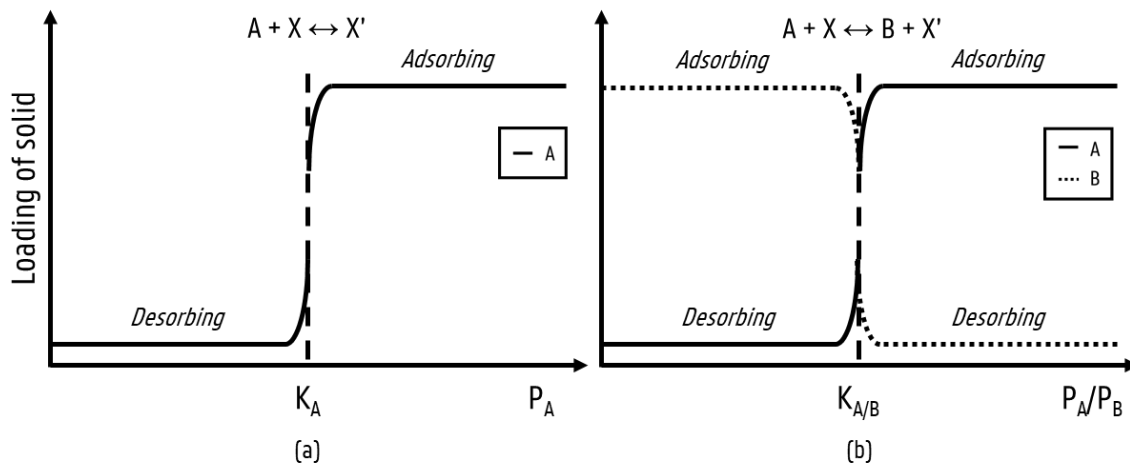 A + X ↔ X'
Adsorbing
A
Loading of solid
Desorbing
K_A
P_A
(a)
A + X ↔ B + X'
Adsorbing
Adsorbing
A
B
Desorbing
Desorbing
K_A/B
P_A/P_B
(b)